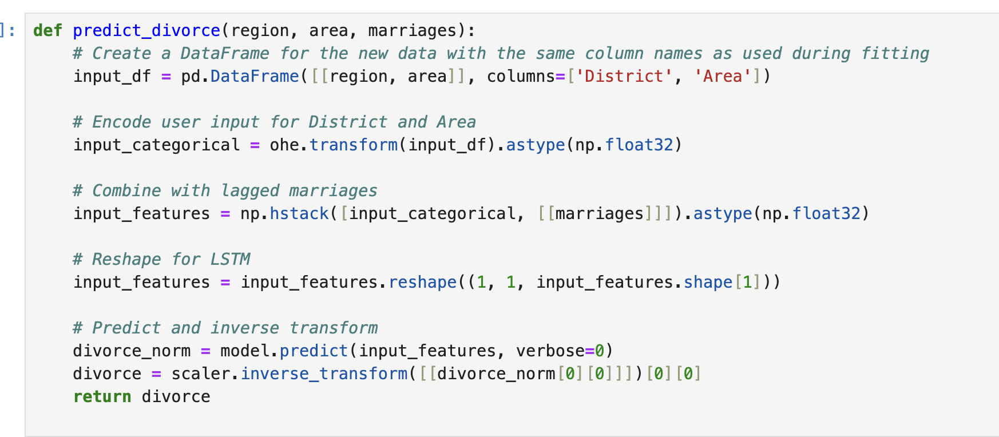 ]: def predict_divorce(region, area, marriages):
    # Create a DataFrame for the new data with the same column names as used during fitting
    input_df = pd.DataFrame([[region, area]], columns=['District', 'Area'])

    # Encode user input for District and Area
    input_categorical = ohe.transform(input_df).astype(np.float32)

    # Combine with lagged marriages
    input_features = np.hstack([input_categorical, [[marriages]]]).astype(np.float32)

    # Reshape for LSTM
    input_features = input_features.reshape((1, 1, input_features.shape[1]))

    # Predict and inverse transform
    divorce_norm = model.predict(input_features, verbose=0)
    divorce = scaler.inverse_transform([[divorce_norm[0][0]]])[0][0]
    return divorce